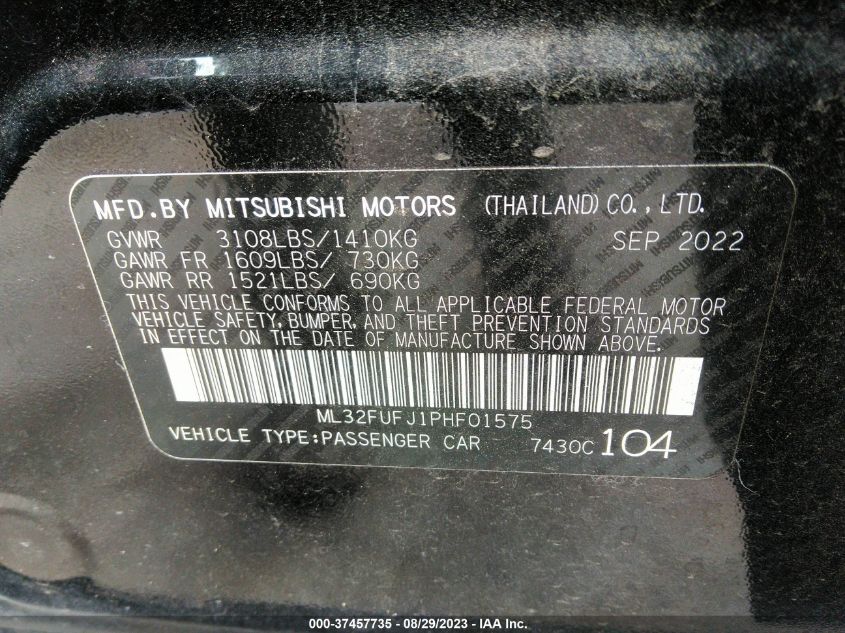 MFD.BY MITSUBISHI MOTORS (THAILAND) CO., LTD.
GVWR 3108LBS/1410KG SEP 2022
GAWR FR 1609LBS/ 730KG
GAWR RR 1521LBS/ 690KG
THIS VEHICLE CONFORMS TO ALL APPLICABLE FEDERAL MOTOR
VEHICLE SAFETY, BUMPER, AND THEFT PREVENTION STANDARDS
IN EFFECT ON THE DATE OF MANUFACTURE SHOWN ABOVE.
ML32FUFJ1PHF01575
VEHICLE TYPE:PASSENGER CAR 7430C 104
000-37457735 - 08/29/2023 - IAA Inc.